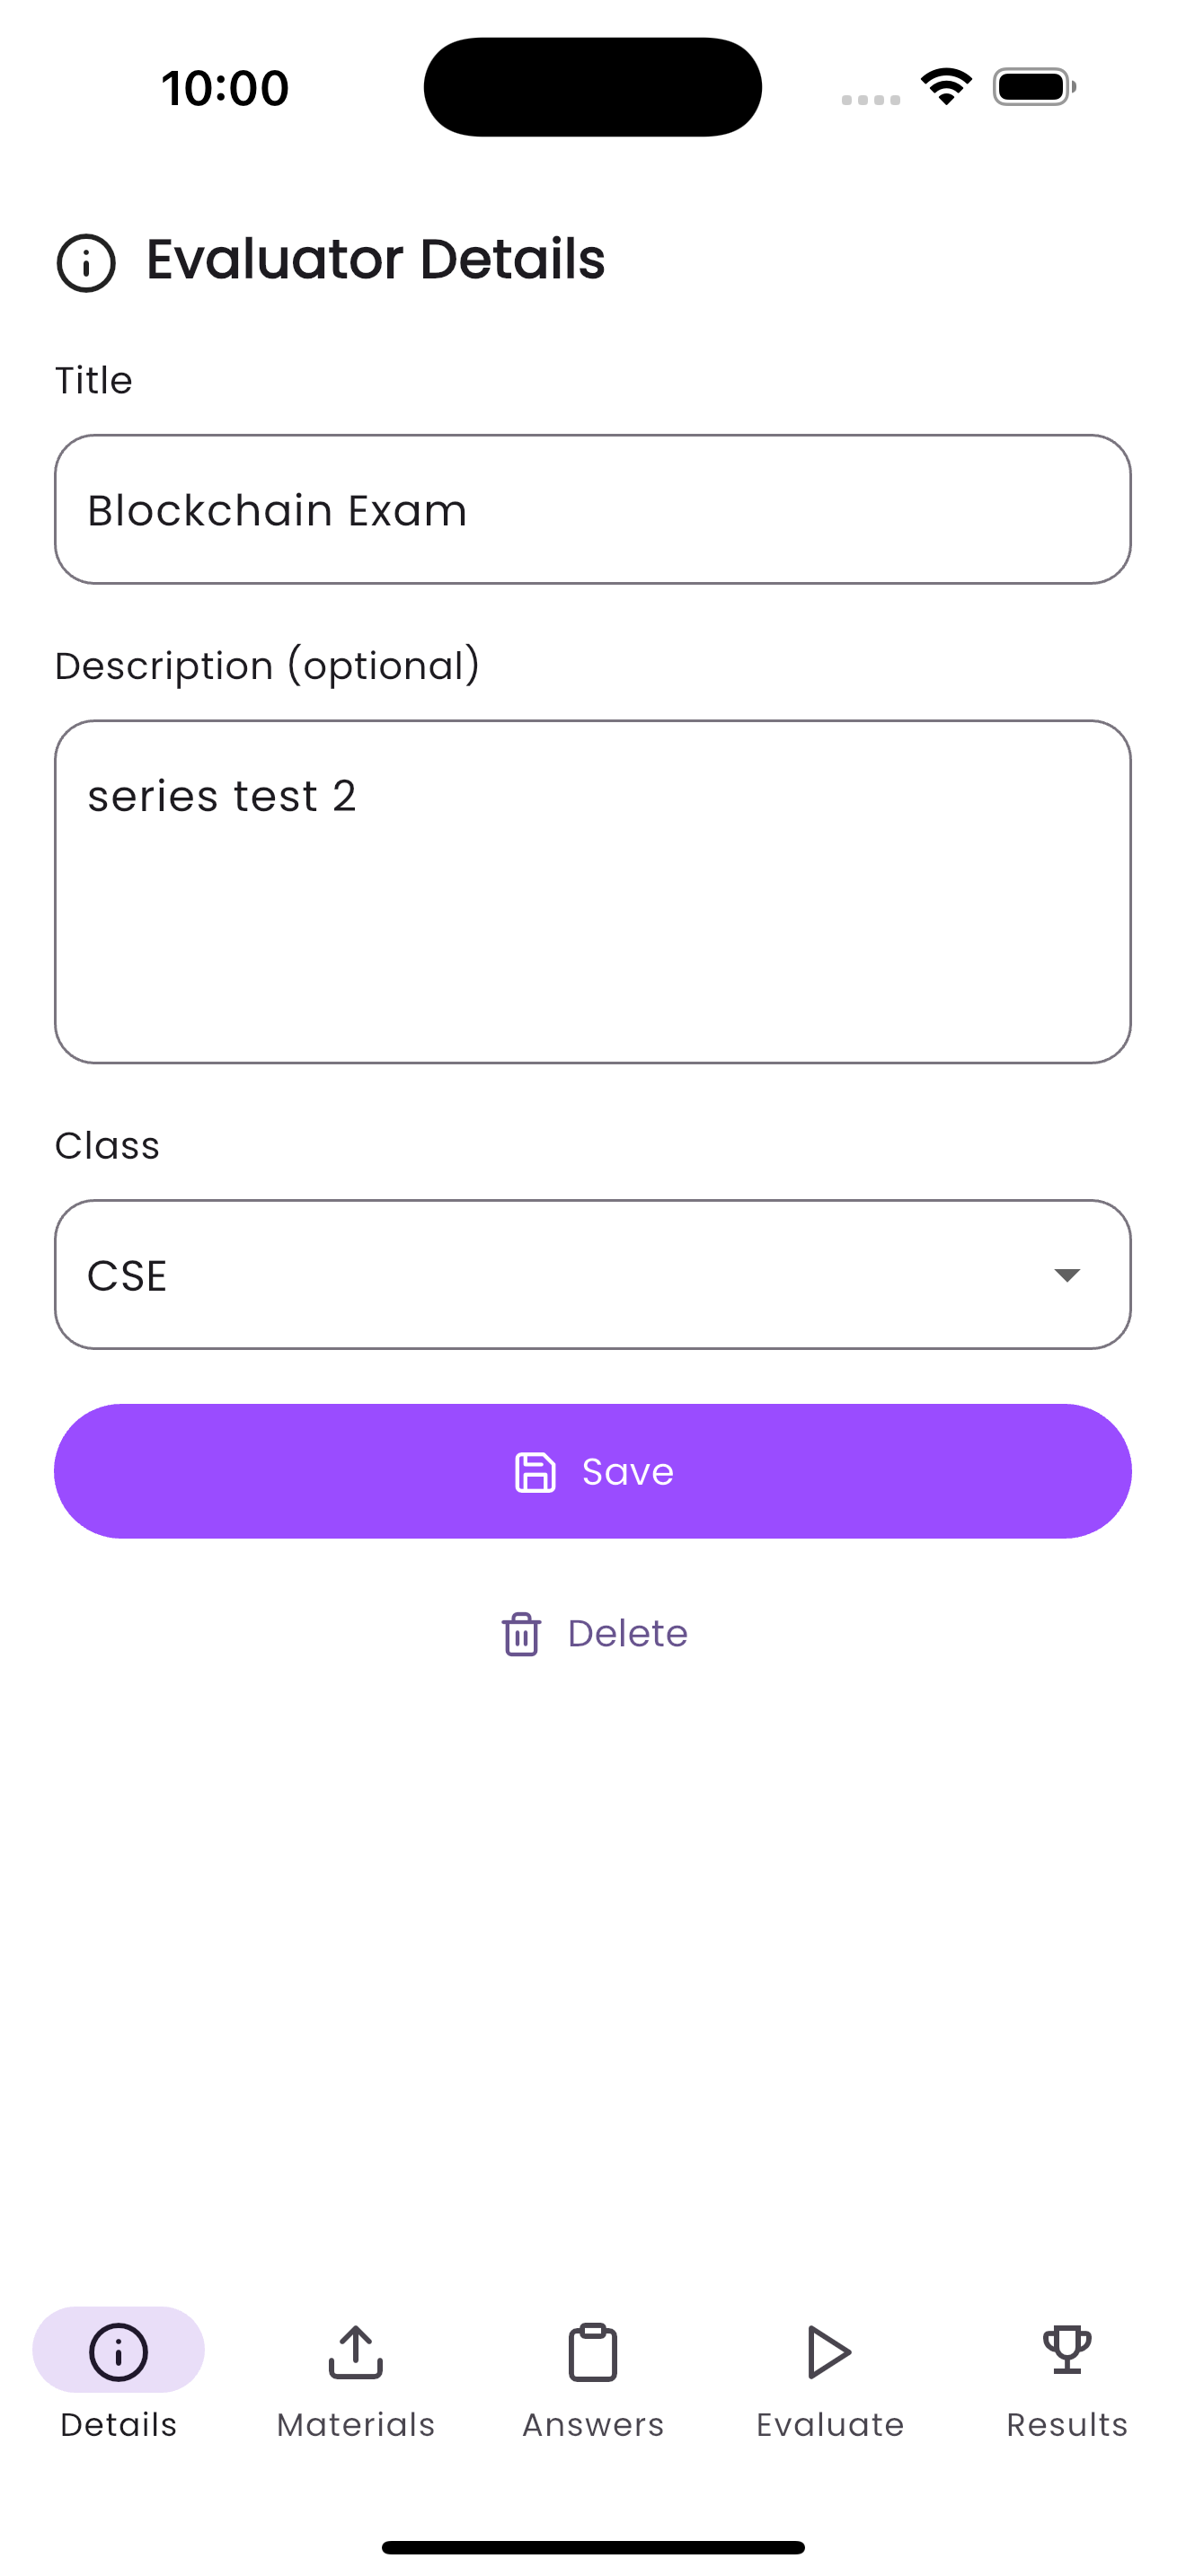 10:00
Evaluator Details
Title
Blockchain Exam
Description (optional)
series test 2
Class
CSE
Save
Delete
Details Materials Answers Evaluate Results